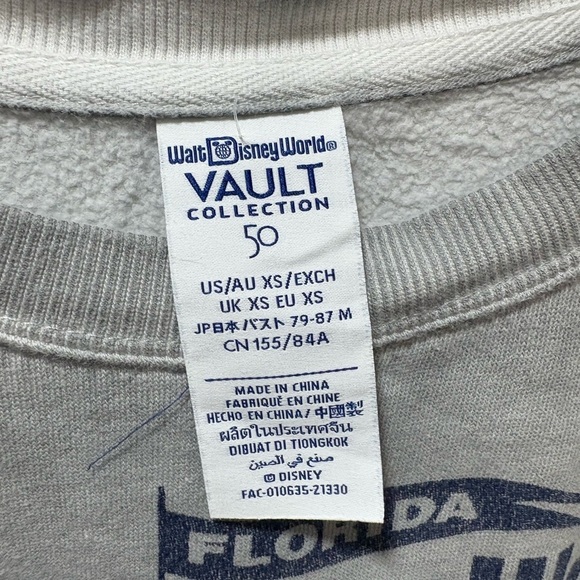 Walt Disney World®
VAULT
COLLECTION
50
US/AU XS/EXCH
UK XS EU XS
JP日本バスト 79-87 M
CN 155/84A
MADE IN CHINA
FABRIQUÉ EN CHINE
HECHO EN CHINA/ 中國製
ผลิตในประเทศจีน
DIBUAT DI TIONGKOK
صنع في الصين
© DISNEY
FAC-010635-21330
FLORIDA